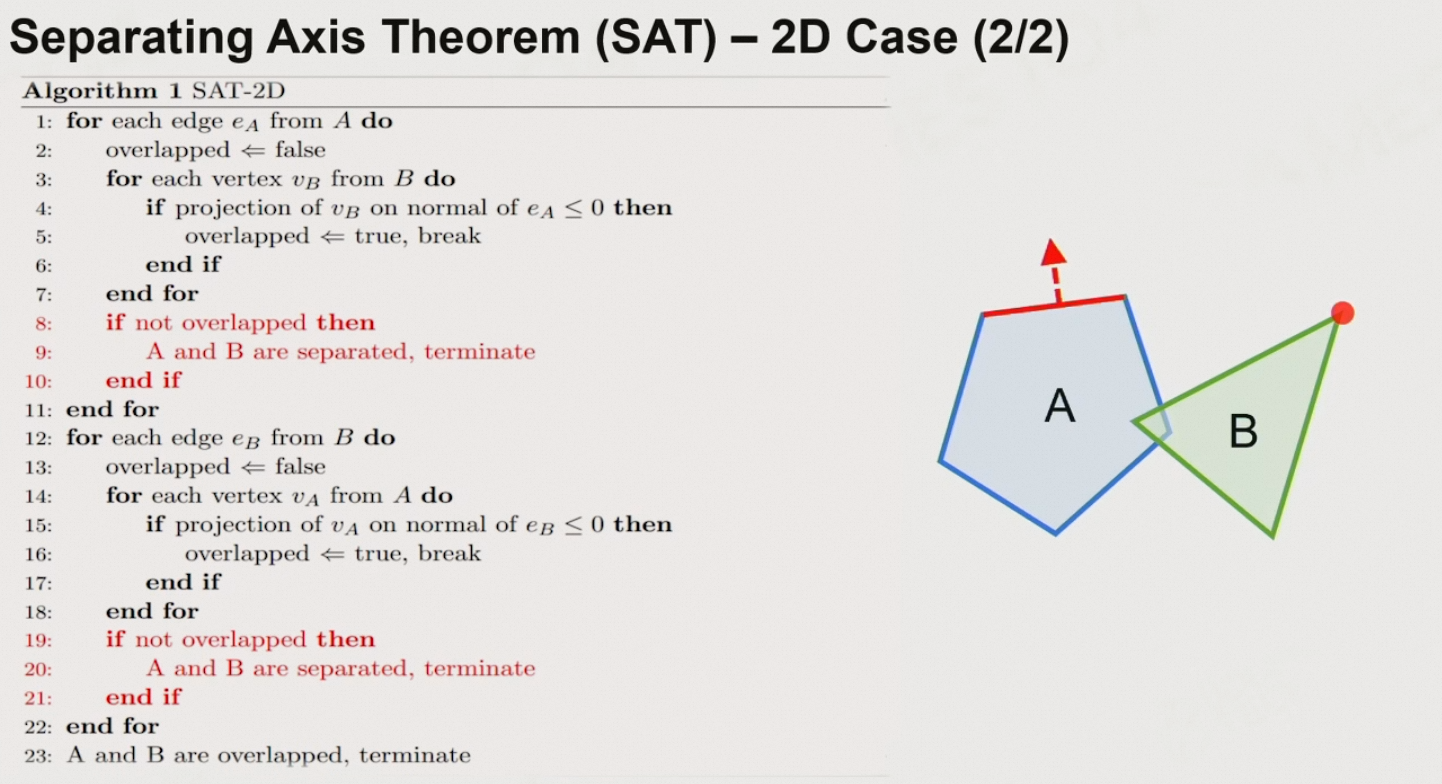 Separating Axis Theorem (SAT) – 2D Case (2/2)
Algorithm 1 SAT-2D
1: for each edge e_A from A do
2: overlapped ⇐ false
3: for each vertex v_B from B do
4: if projection of v_B on normal of e_A ≤ 0 then
5: overlapped ⇐ true, break
6: end if
7: end for
8: if not overlapped then
9: A and B are separated, terminate
10: end if
11: end for
12: for each edge e_B from B do
13: overlapped ⇐ false
14: for each vertex v_A from A do
15: if projection of v_A on normal of e_B ≤ 0 then
16: overlapped ⇐ true, break
17: end if
18: end for
19: if not overlapped then
20: A and B are separated, terminate
21: end if
22: end for
23: A and B are overlapped, terminate
A
B